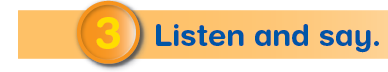 3 Listen and say.